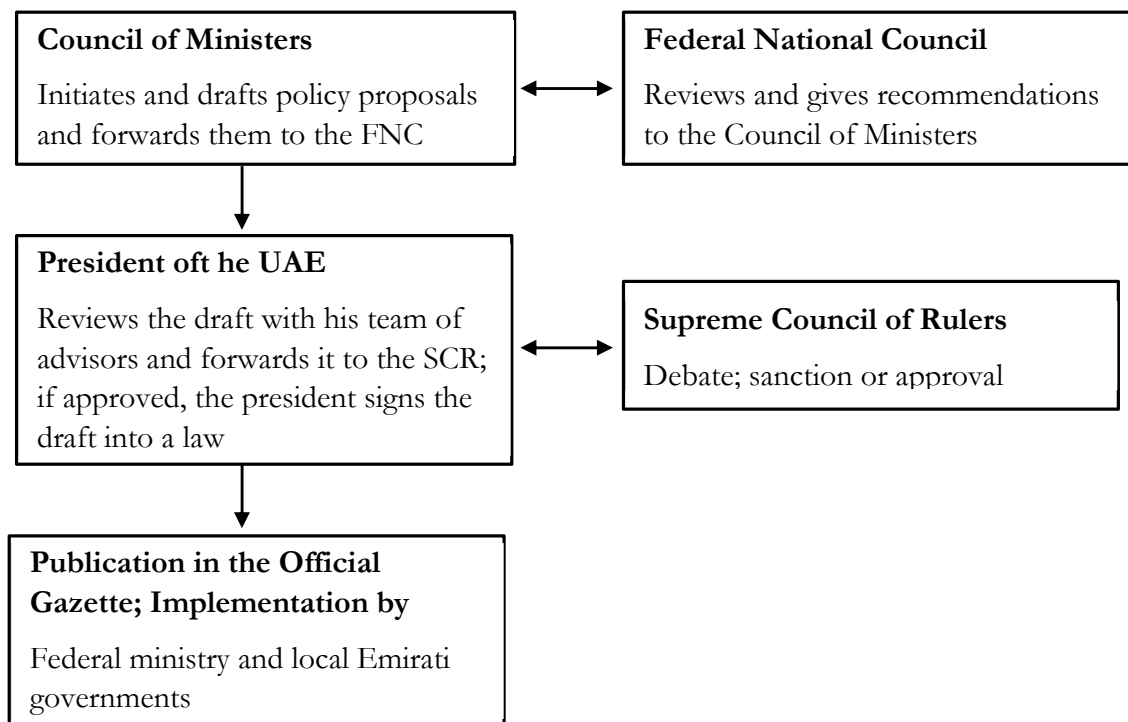 Council of Ministers
Initiates and drafts policy proposals
and forwards them to the FNC
Federal National Council
Reviews and gives recommendations
to the Council of Ministers
President oft he UAE
Reviews the draft with his team of
advisors and forwards it to the SCR;
if approved, the president signs the
draft into a law
Supreme Council of Rulers
Debate; sanction or approval
Publication in the Official
Gazette; Implementation by
Federal ministry and local Emirati
governments